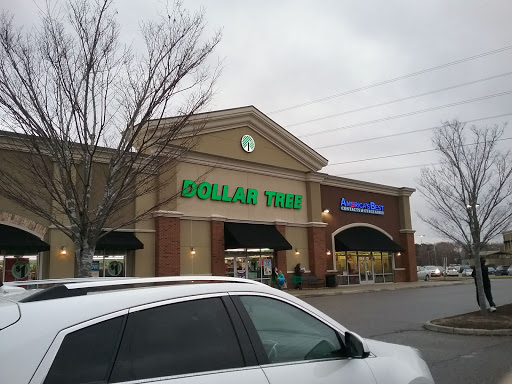 DOLLAR TREE
AMERICA'S BEST
CONTACTS & EYEGLASSES